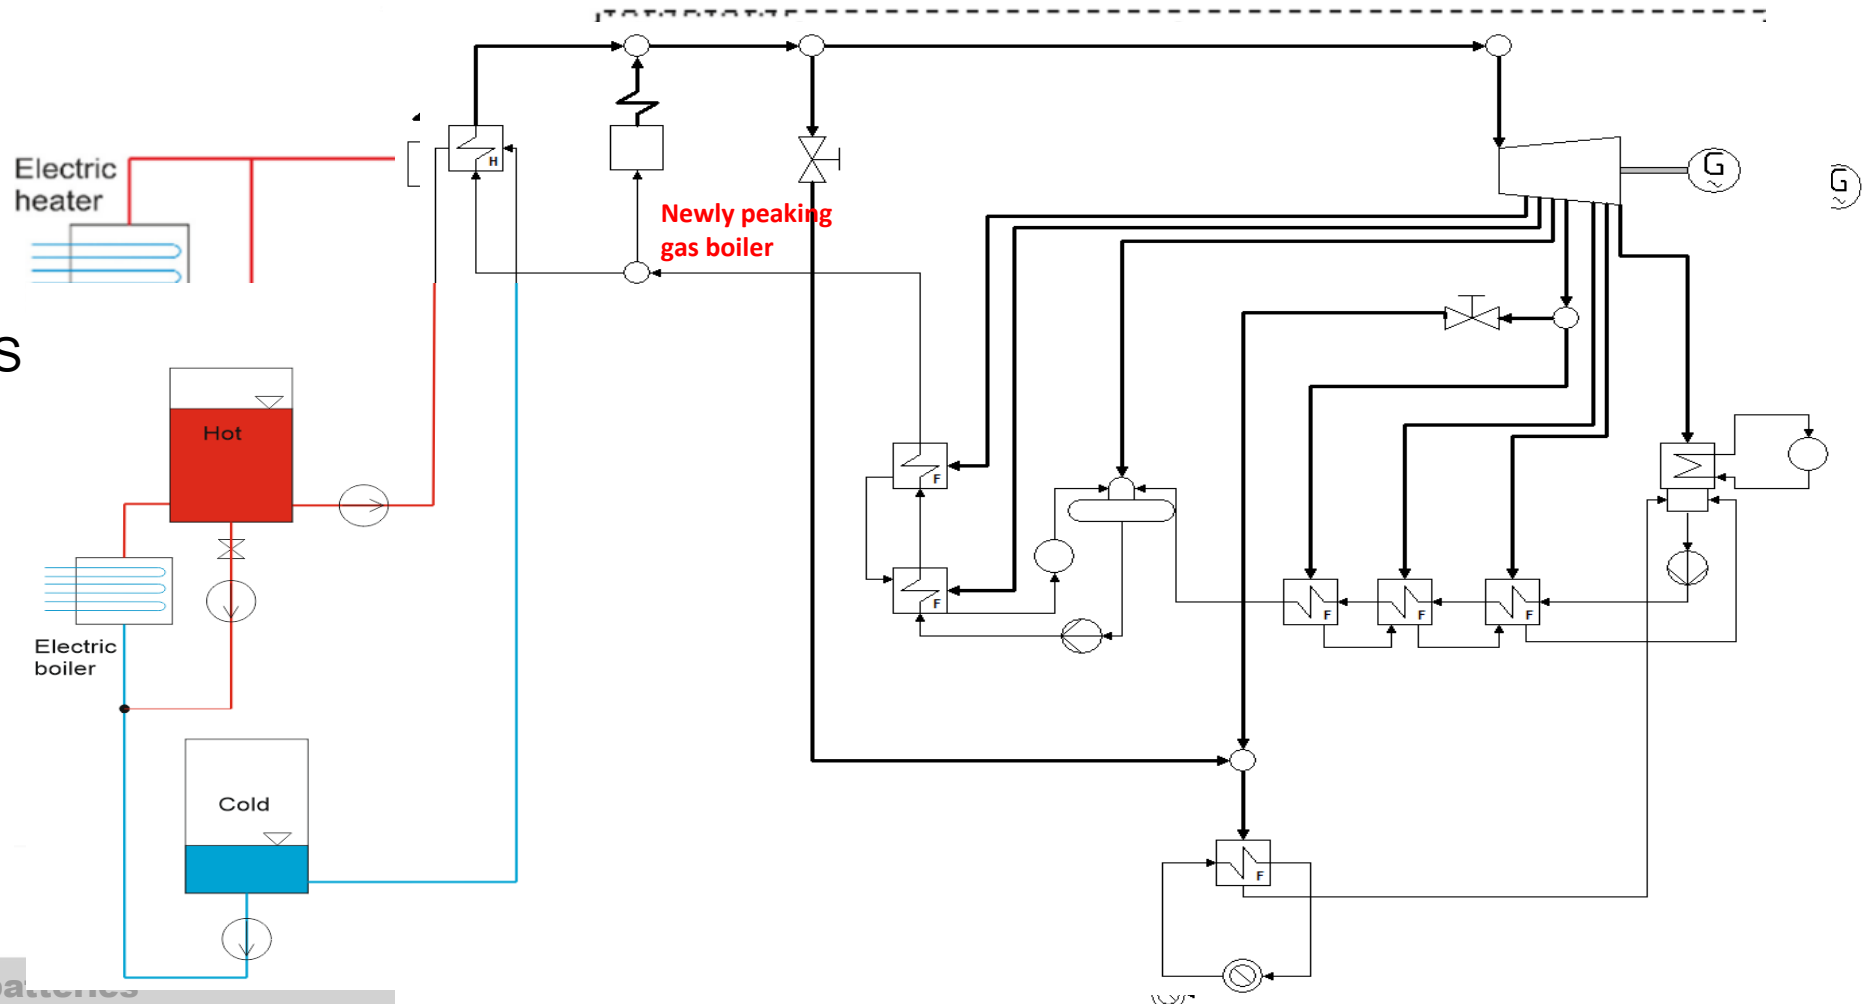 Electric
heater
H
Newly peaking
gas boiler
G
~
G
~
S
Hot
F
F
Electric
boiler
F
F
F
Cold
F